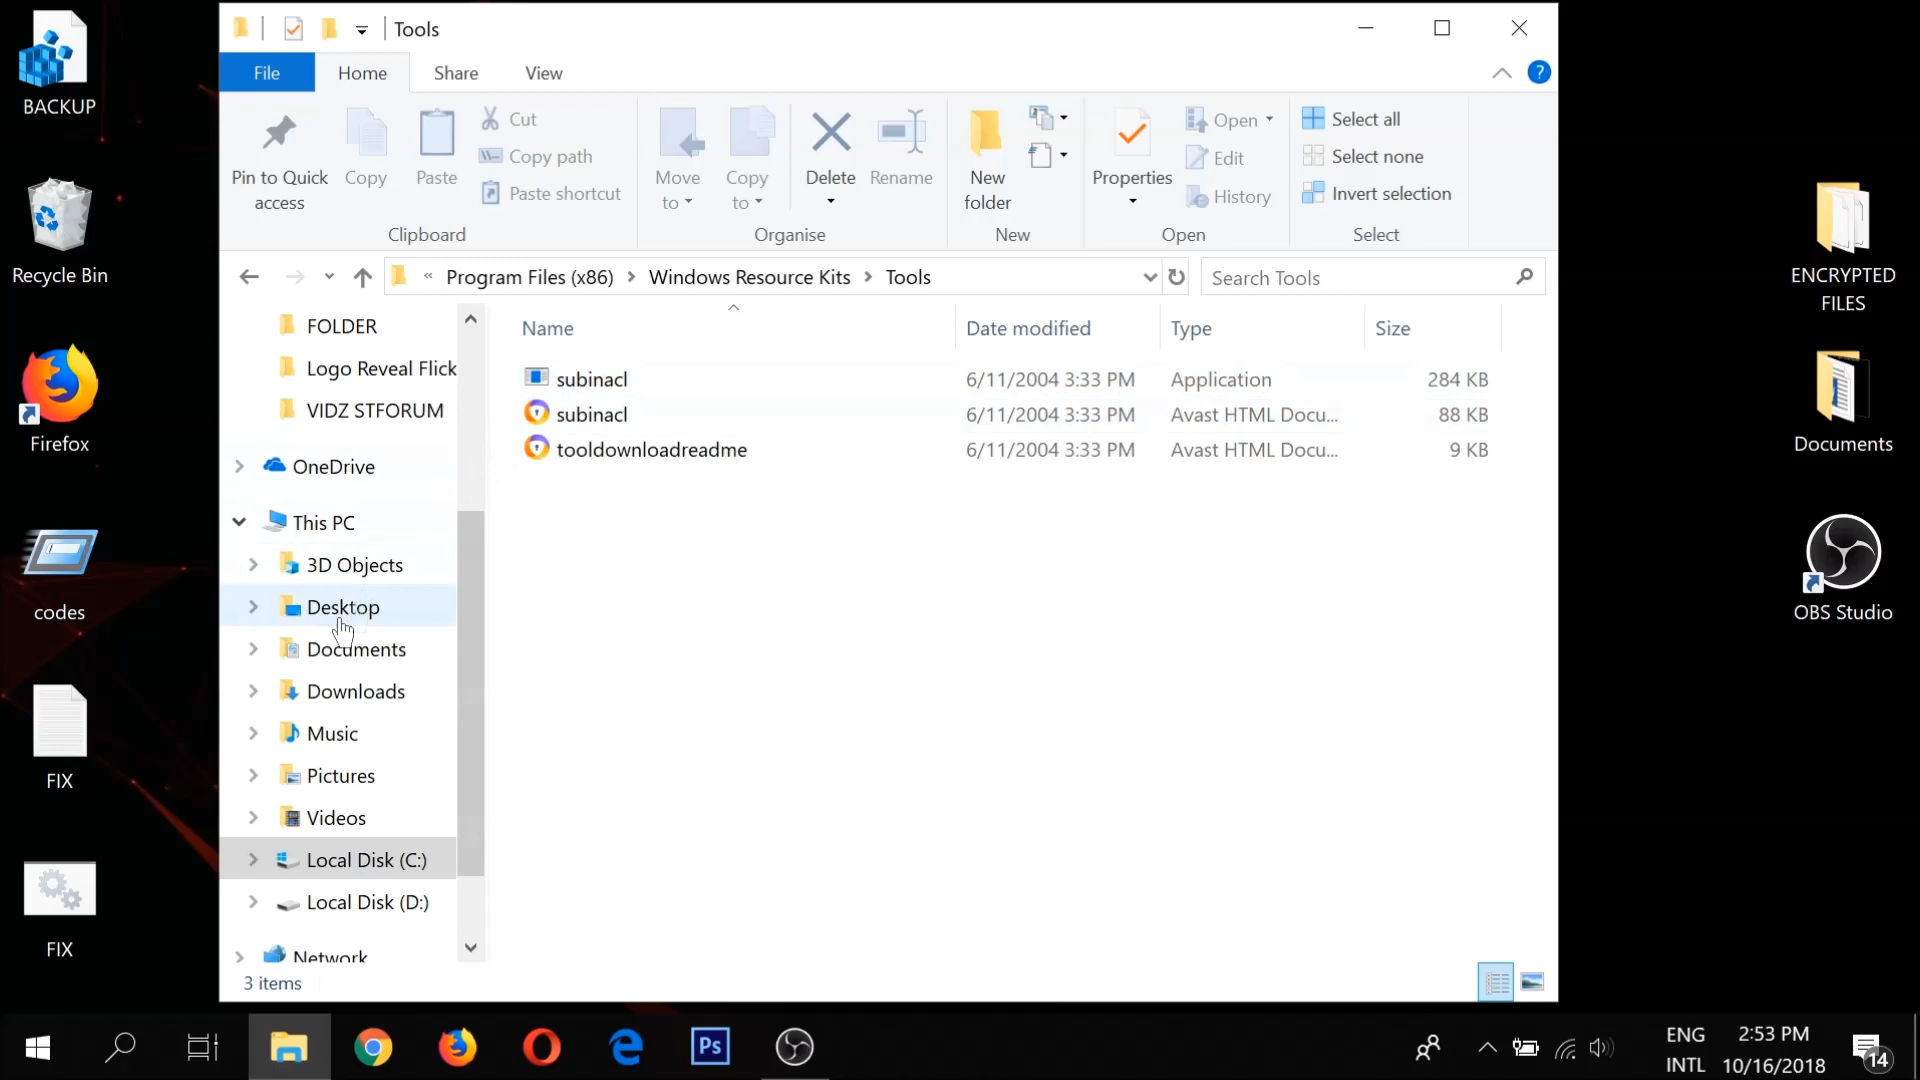 Tools
File
Home
Share
View
?
Pin to Quick
access
Copy
Paste
Cut
Copy path
Paste shortcut
Clipboard
Move
to
Copy
to
Delete
Rename
Organise
New
folder
New
Properties
Open
Edit
History
Open
Select all
Select none
Invert selection
Select
« Program Files (x86) > Windows Resource Kits > Tools
Search Tools
FOLDER
Logo Reveal Flick
VIDZ STFORUM
OneDrive
This PC
3D Objects
Desktop
Documents
Downloads
Music
Pictures
Videos
Local Disk (C:)
Local Disk (D:)
Network
Name Date modified Type Size
subinacl 6/11/2004 3:33 PM Application 284 KB
subinacl 6/11/2004 3:33 PM Avast HTML Docu... 88 KB
tooldownloadreadme 6/11/2004 3:33 PM Avast HTML Docu... 9 KB
3 items
BACKUP
Recycle Bin
Firefox
codes
FIX
FIX
ENCRYPTED
FILES
Documents
OBS Studio
Ps
ENG
INTL
2:53 PM
10/16/2018
14